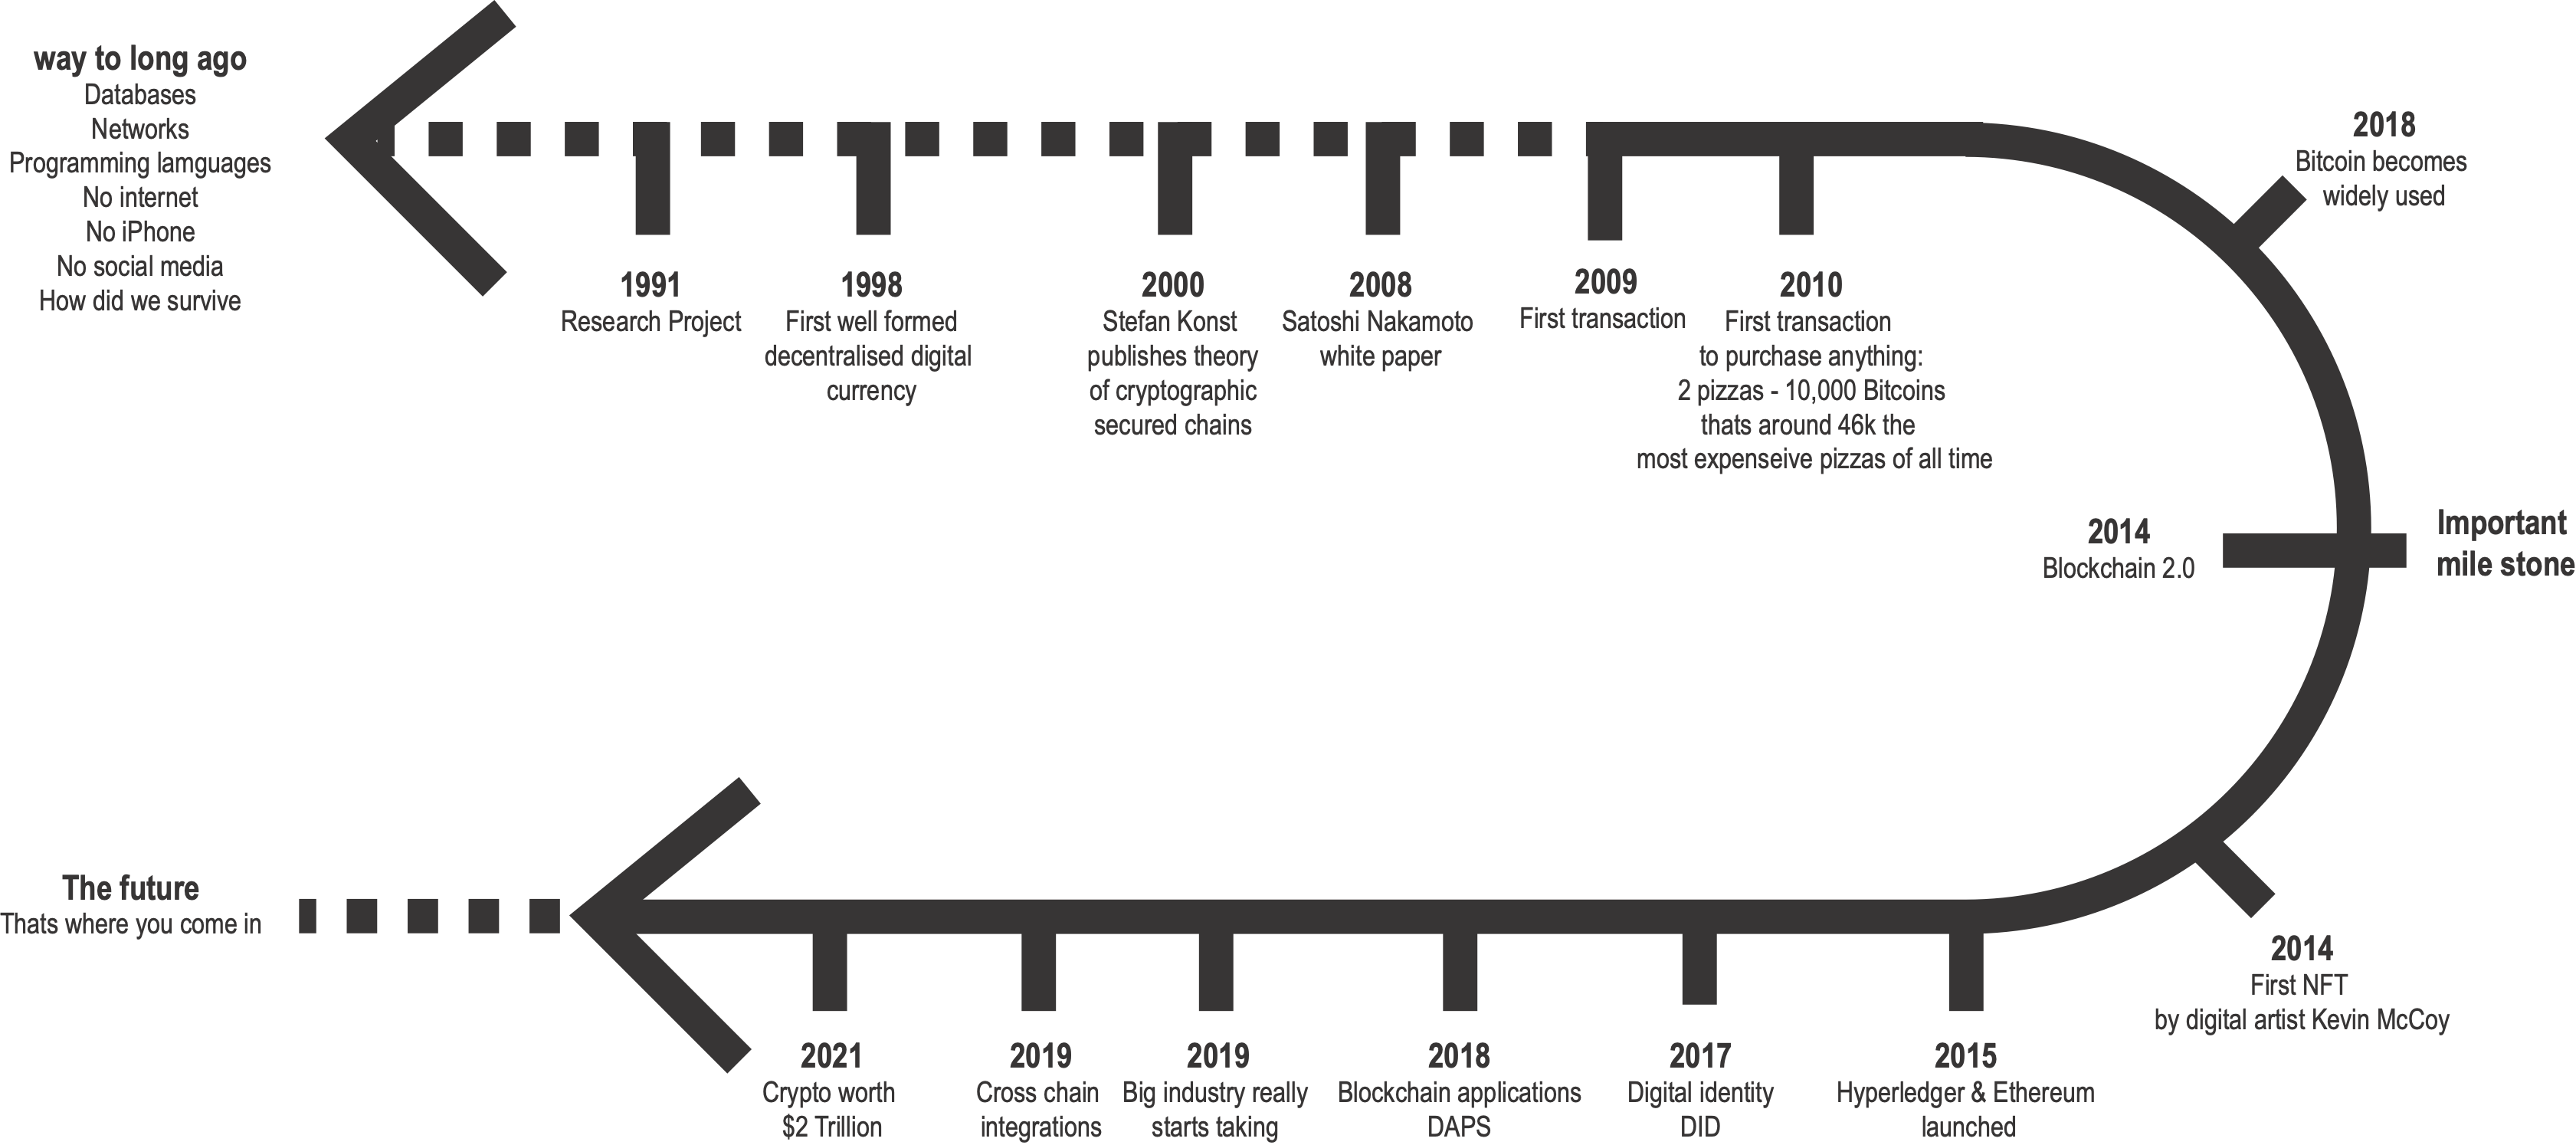 way to long ago
Databases
Networks
Programming lamguages
No internet
No iPhone
No social media
How did we survive
1991
Research Project
1998
First well formed
decentralised digital
currency
2000
Stefan Konst
publishes theory
of cryptographic
secured chains
2008
Satoshi Nakamoto
white paper
2009
First transaction
2010
First transaction
to purchase anything:
2 pizzas - 10,000 Bitcoins
thats around 46k the
most expenseive pizzas of all time
2018
Bitcoin becomes
widely used
2014
Blockchain 2.0
Important
mile stone
2014
First NFT
by digital artist Kevin McCoy
2015
Hyperledger & Ethereum
launched
2017
Digital identity
DID
2018
Blockchain applications
DAPS
2019
Big industry really
starts taking
2019
Cross chain
integrations
2021
Crypto worth
$2 Trillion
The future
Thats where you come in